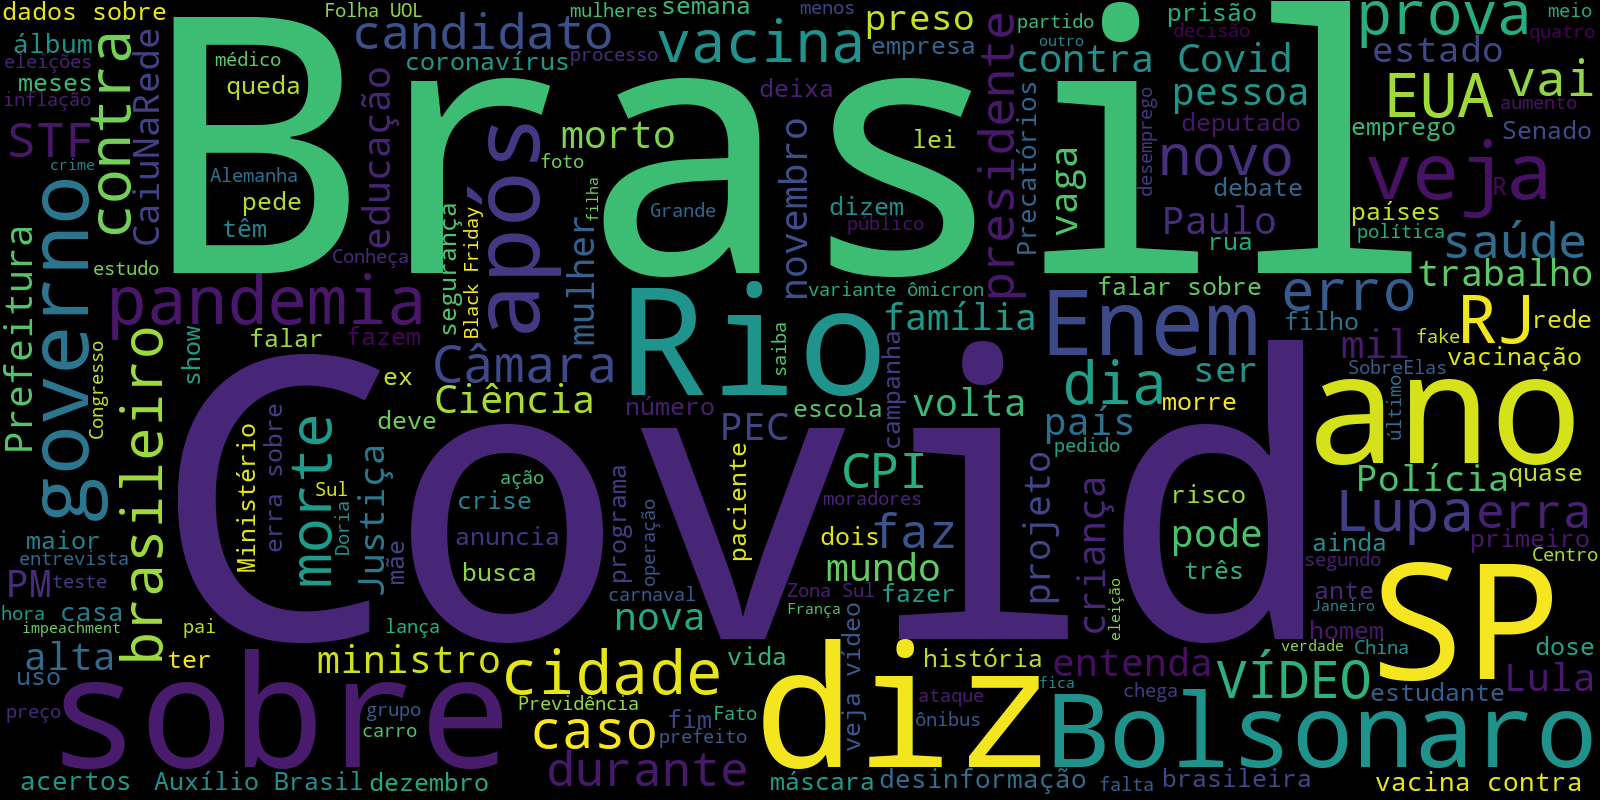 dados sobre
Folha UOL
mulheres
semana
menos
preso
prisão
partido
prova
meio
álbum
contra
CaiuNaRede
candidato
vacina
empresa
decisão
outro
estado
quatro
eleições
médico
coronavírus
processo
contra
Covid
meses
queda
deixa
pessoa
EUA
vai
inflação
educação
Brasil
presidente
desemprego
aumento
STF
após
morto
novembro
lei
vaga
deputado
emprego
Senado
crime
foto
novo
veja
Alemanha
filha
Precatórios
debate
R
governo
pede
segurança
Black Friday
mulher
Grande
dizem
Paulo
países
têm
público
rua
política
saúde
Prefeitura
estudo
Conheça
trabalho
pandemia
Rio
variante ômicron
falar sobre
erro
brasileiro
show
falar
fazem
saiba
família
Enem
filho
RJ
rede
Congresso
Câmara
campanha
mil
fake
vacinação
ex
dia
ser
SobreElas
Ciência
número
escola
volta
morre
ano
último
deve
PEC
país
Ministério
erra sobre
morte
Justiça
Covid
pedido
CPI
Polícia
quase
ação
programa
paciente
projeto
criança
Sul
Doria
crise
operação
moradores
risco
Lupa
erra
maior
anuncia
dois
faz
pode
ainda
primeiro
entrevista
mãe
Centro
PM
teste
busca
mundo
três
segundo
SP
carnaval
Zona Sul
fazer
eleição
ante
hora
casa
nova
França
Janeiro
impeachment
pai
lança
homem
verdade
China
dose
alta
ter
ministro
cidade
vida
veja vídeo
história
entenda
VÍDEO
estudante
Lula
uso
sobre
diz
fica
chega
preço
grupo
Previdência
caso
fim
Fato
ataque
Bolsonaro
carro
prefeito
ônibus
acertos
Auxílio Brasil
dezembro
durante
máscara
desinformação
falta
brasileira
vacina contra